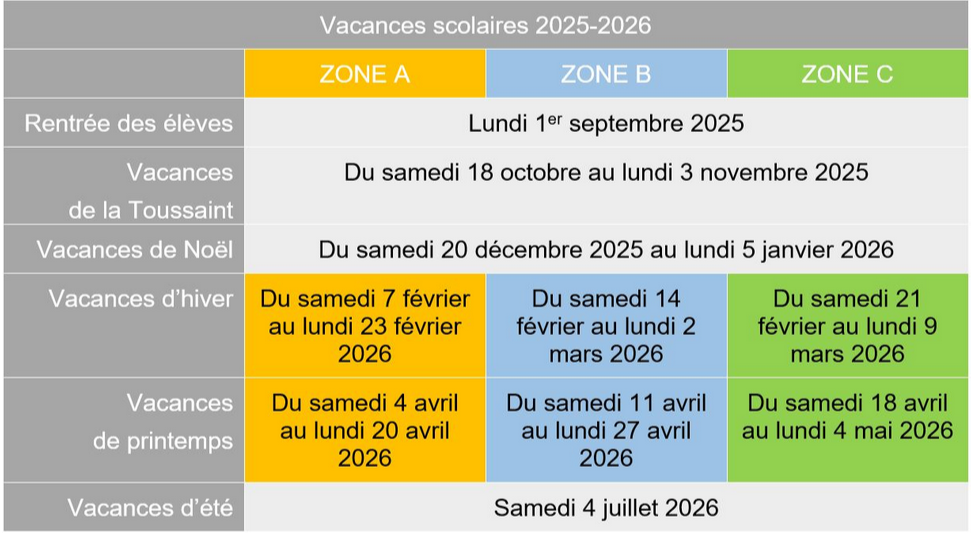 Vacances scolaires 2025-2026
ZONE A
ZONE B
ZONE C
Rentrée des élèves
Lundi 1er septembre 2025
Vacances
de la Toussaint
Du samedi 18 octobre au lundi 3 novembre 2025
Vacances de Noël
Du samedi 20 décembre 2025 au lundi 5 janvier 2026
Vacances d’hiver
Du samedi 7 février
au lundi 23 février
2026
Du samedi 14
février au lundi 2
mars 2026
Du samedi 21
février au lundi 9
mars 2026
Vacances
de printemps
Du samedi 4 avril
au lundi 20 avril
2026
Du samedi 11 avril
au lundi 27 avril
2026
Du samedi 18 avril
au lundi 4 mai 2026
Vacances d’été
Samedi 4 juillet 2026